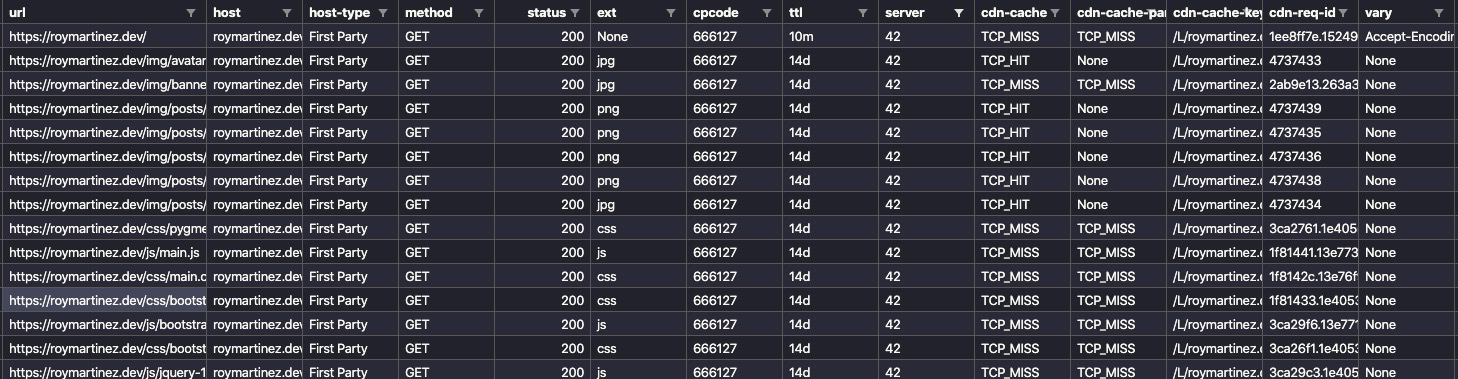 url host host-type method status ext cpcode ttl server cdn-cache cdn-cache-pa cdn-cache-key cdn-req-id vary
https://roymartinez.dev/ roymartinez.dev First Party GET 200 None 666127 10m 42 TCP_MISS TCP_MISS /L/roymartinez.d 1ee8ff7e.15249 Accept-Encodin
https://roymartinez.dev/img/avatar roymartinez.dev First Party GET 200 jpg 666127 14d 42 TCP_HIT None /L/roymartinez.d 4737433 None
https://roymartinez.dev/img/banne roymartinez.dev First Party GET 200 jpg 666127 14d 42 TCP_MISS TCP_MISS /L/roymartinez.d 2ab9e13.263a3 None
https://roymartinez.dev/img/posts/ roymartinez.dev First Party GET 200 png 666127 14d 42 TCP_HIT None /L/roymartinez.d 4737439 None
https://roymartinez.dev/img/posts/ roymartinez.dev First Party GET 200 png 666127 14d 42 TCP_HIT None /L/roymartinez.d 4737435 None
https://roymartinez.dev/img/posts/ roymartinez.dev First Party GET 200 png 666127 14d 42 TCP_HIT None /L/roymartinez.d 4737436 None
https://roymartinez.dev/img/posts/ roymartinez.dev First Party GET 200 png 666127 14d 42 TCP_HIT None /L/roymartinez.d 4737438 None
https://roymartinez.dev/img/posts/ roymartinez.dev First Party GET 200 jpg 666127 14d 42 TCP_HIT None /L/roymartinez.d 4737434 None
https://roymartinez.dev/css/pygme roymartinez.dev First Party GET 200 css 666127 14d 42 TCP_MISS TCP_MISS /L/roymartinez.d 3ca2761.1e405 None
https://roymartinez.dev/js/main.js roymartinez.dev First Party GET 200 js 666127 14d 42 TCP_MISS TCP_MISS /L/roymartinez.d 1f81441.13e773 None
https://roymartinez.dev/css/main.c roymartinez.dev First Party GET 200 css 666127 14d 42 TCP_MISS TCP_MISS /L/roymartinez.d 1f8142c.13e76f None
https://roymartinez.dev/css/bootst roymartinez.dev First Party GET 200 css 666127 14d 42 TCP_MISS TCP_MISS /L/roymartinez.d 1f81433.1e4053 None
https://roymartinez.dev/js/bootstra roymartinez.dev First Party GET 200 js 666127 14d 42 TCP_MISS TCP_MISS /L/roymartinez.d 3ca29f6.13e771 None
https://roymartinez.dev/css/bootst roymartinez.dev First Party GET 200 css 666127 14d 42 TCP_MISS TCP_MISS /L/roymartinez.d 3ca26f1.1e4053 None
https://roymartinez.dev/js/jquery-1 roymartinez.dev First Party GET 200 js 666127 14d 42 TCP_MISS TCP_MISS /L/roymartinez.d 3ca29c3.1e405 None